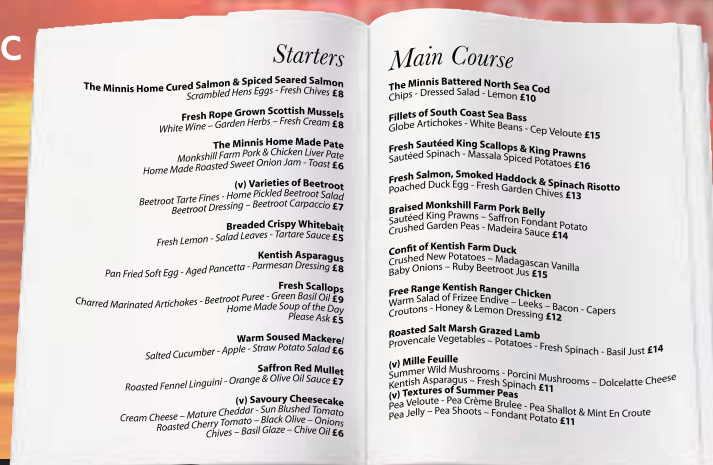 C
Starters
The Minnis Home Cured Salmon & Spiced Seared Salmon
Scrambled Hens Eggs - Fresh Chives £8
Fresh Rope Grown Scottish Mussels
White Wine – Garden Herbs – Fresh Cream £8
The Minnis Home Made Pate
Monkshill Farm Pork & Chicken Liver Pate
Home Made Roasted Sweet Onion Jam - Toast £6
(v) Varieties of Beetroot
Beetroot Tarte Fines - Home Pickled Beetroot Salad
Beetroot Dressing – Beetroot Carpaccio £7
Breaded Crispy Whitebait
Fresh Lemon - Salad Leaves - Tartare Sauce £5
Kentish Asparagus
Pan Fried Soft Egg - Aged Pancetta - Parmesan Dressing £8
Fresh Scallops
Charred Marinated Artichokes - Beetroot Puree - Green Basil Oil £9
Home Made Soup of the Day
Please Ask £5
Warm Soused Mackerel
Salted Cucumber - Apple - Straw Potato Salad £6
Saffron Red Mullet
Roasted Fennel Linguini - Orange & Olive Oil Sauce £7
(v) Savoury Cheesecake
Cream Cheese – Mature Cheddar - Sun Blushed Tomato
Roasted Cherry Tomato – Black Olive – Onions
Chives – Basil Glaze – Chive Oil £6
Main Course
The Minnis Battered North Sea Cod
Chips - Dressed Salad - Lemon £10
Fillets of South Coast Sea Bass
Globe Artichokes - White Beans - Cep Veloute £15
Fresh Sautéed King Scallops & King Prawns
Sautéed Spinach - Massala Spiced Potatoes £16
Fresh Salmon, Smoked Haddock & Spinach Risotto
Poached Duck Egg - Fresh Garden Chives £13
Braised Monkshill Farm Pork Belly
Sautéed King Prawns – Saffron Fondant Potato
Crushed Garden Peas - Madeira Sauce £14
Confit of Kentish Farm Duck
Crushed New Potatoes – Madagascan Vanilla
Baby Onions – Ruby Beetroot Jus £15
Free Range Kentish Ranger Chicken
Warm Salad of Frizee Endive – Leeks – Bacon - Capers
Croutons - Honey & Lemon Dressing £12
Roasted Salt Marsh Grazed Lamb
Provencale Vegetables – Potatoes - Fresh Spinach - Basil Just £14
(v) Mille Feuille
Summer Wild Mushrooms - Porcini Mushrooms – Dolcelatte Cheese
Kentish Asparagus – Fresh Spinach £11
(v) Textures of Summer Peas
Pea Veloute - Pea Crème Brulee - Pea Shallot & Mint En Croute
Pea Jelly – Pea Shoots – Fondant Potato £11